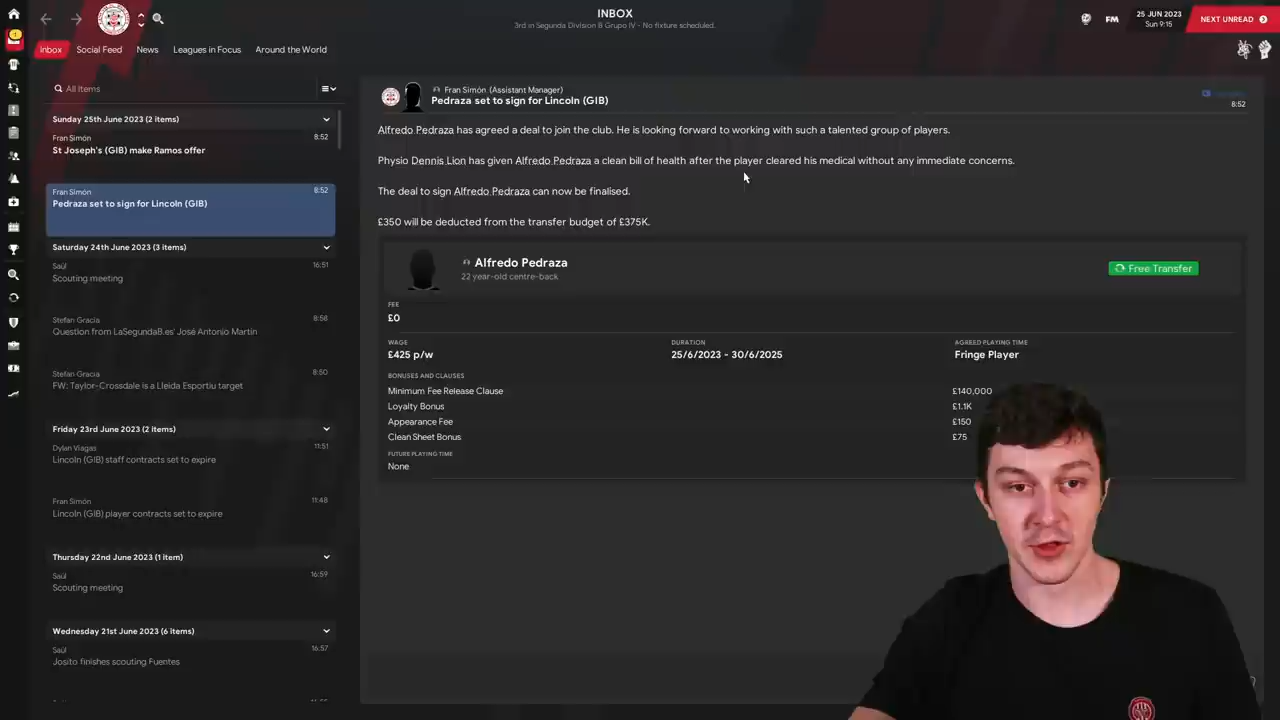 INBOX
3rd in Segunda División B Grupo IV - No fixture scheduled.
FM
25 JUN 2023
Sun 9:15
NEXT UNREAD
Inbox
Social Feed
News
Leagues in Focus
Around the World
All Items
Sunday 25th June 2023 (2 items)
Fran Simón
8:52
St Joseph's (GIB) make Ramos offer
Fran Simón
8:52
Pedraza set to sign for Lincoln (GIB)
Saturday 24th June 2023 (3 items)
Saúl
16:51
Scouting meeting
Stefan Gracia
8:58
Question from LaSegundaB.es' José Antonio Martín
Stefan Gracia
8:50
FW: Taylor-Crossdale is a Lleida Esportiu target
Friday 23rd June 2023 (2 items)
Dylan Viagas
11:51
Lincoln (GIB) staff contracts set to expire
Fran Simón
11:48
Lincoln (GIB) player contracts set to expire
Thursday 22nd June 2023 (1 item)
Saúl
16:59
Scouting meeting
Wednesday 21st June 2023 (6 items)
Saúl
16:57
Josito finishes scouting Fuentes
Fran Simón (Assistant Manager)
Pedraza set to sign for Lincoln (GIB)
8:52
Alfredo Pedraza has agreed a deal to join the club. He is looking forward to working with such a talented group of players.
Physio Dennis Lion has given Alfredo Pedraza a clean bill of health after the player cleared his medical without any immediate concerns.
The deal to sign Alfredo Pedraza can now be finalised.
£350 will be deducted from the transfer budget of £375K.
Alfredo Pedraza
22 year-old centre-back
Free Transfer
FEE
£0
WAGE
£425 p/w
DURATION
25/6/2023 - 30/6/2025
AGREED PLAYING TIME
Fringe Player
BONUSES AND CLAUSES
Minimum Fee Release Clause
£140,000
Loyalty Bonus
£1.1K
Appearance Fee
£150
Clean Sheet Bonus
£75
FUTURE PLAYING TIME
None